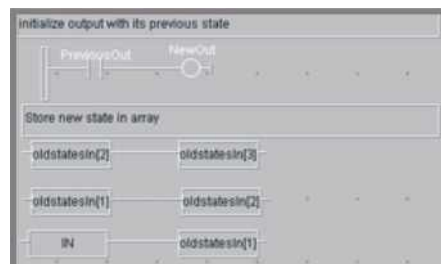 initialize output with its previous state
PreviousOut NewOut
Store new state in array
oldstatesIn[2] oldstatesIn[3]
oldstatesIn[1] oldstatesIn[2]
IN oldstatesIn[1]